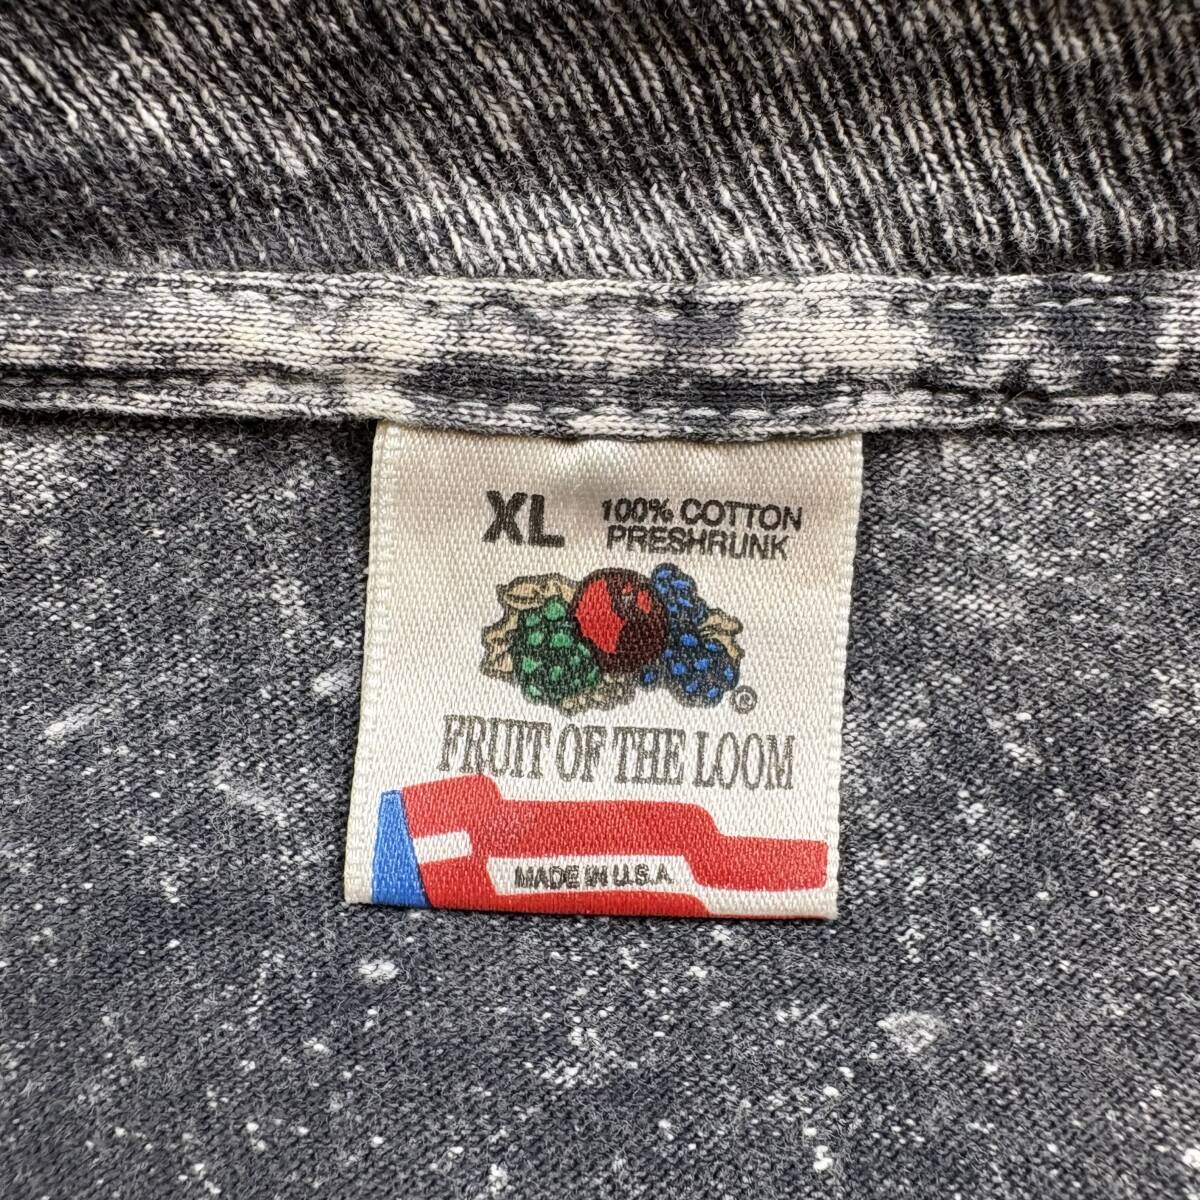 XL
100% COTTON
PRESHRUNK
®
FRUIT OF THE LOOM
MADE IN U.S.A.